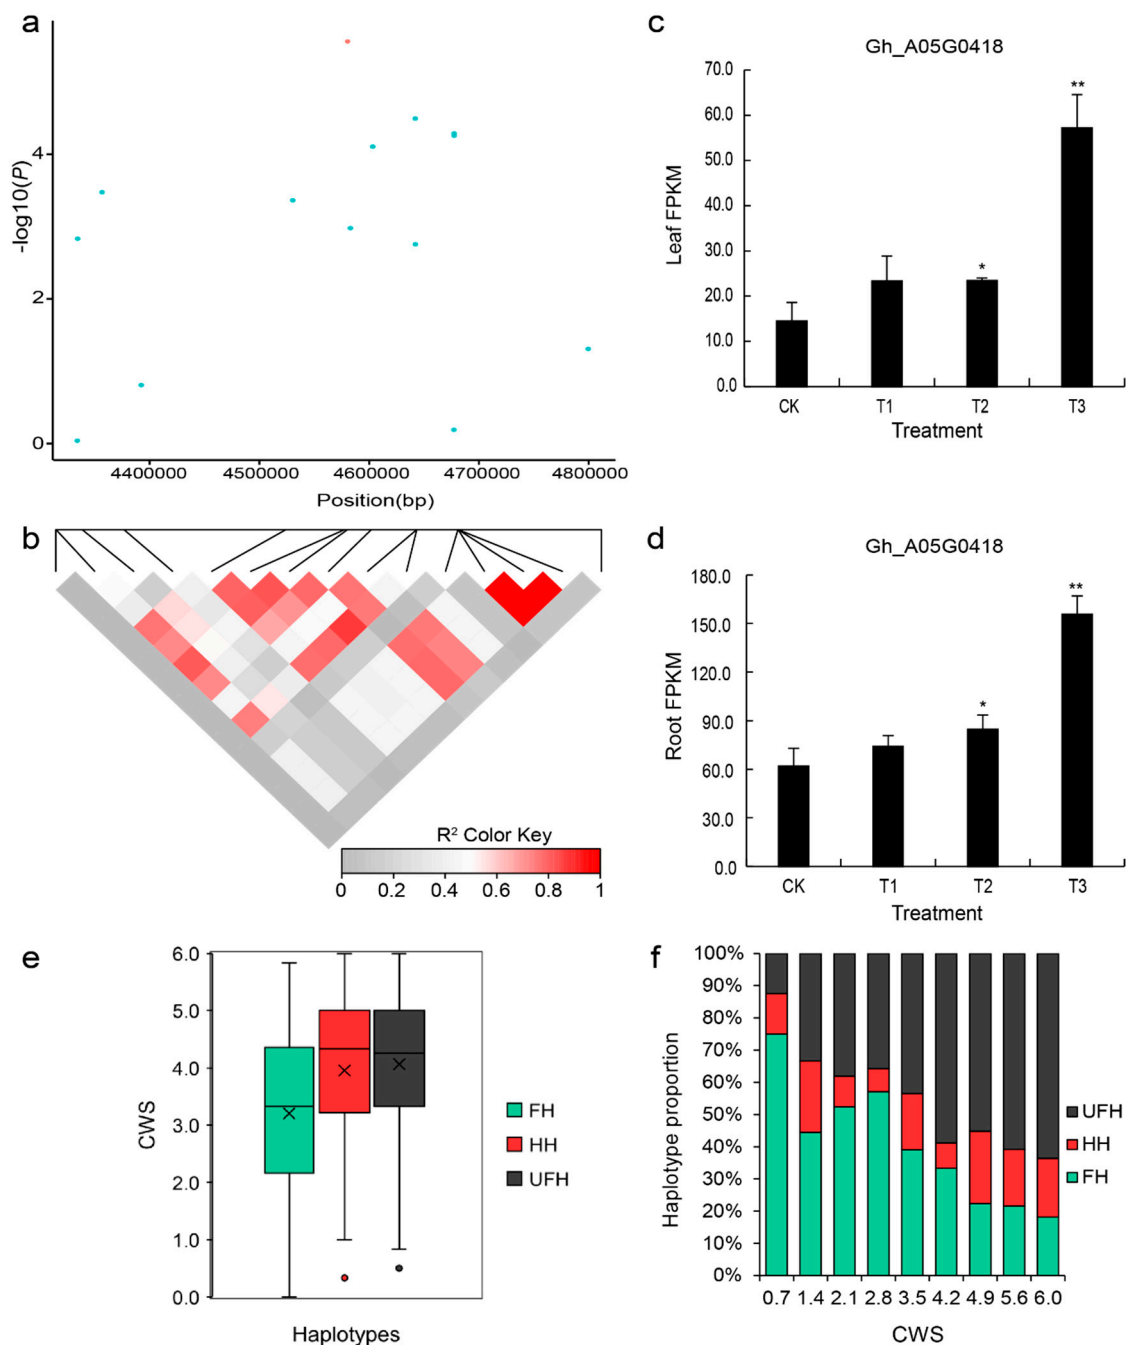 a
-log10(P)
4
2
0
4400000 4500000 4600000 4700000 4800000
Position(bp)
b
R² Color Key
0 0.2 0.4 0.6 0.8 1
c
Gh_A05G0418
Leaf FPKM
70.0
60.0
50.0
40.0
30.0
20.0
10.0
0.0
*
**
CK T1 T2 T3
Treatment
d
Gh_A05G0418
Root FPKM
180.0
150.0
120.0
90.0
60.0
30.0
0.0
*
**
CK T1 T2 T3
Treatment
e
CWS
6.0
5.0
4.0
3.0
2.0
1.0
0.0
Haplotypes
FH
HH
UFH
f
Haplotype proportion
100%
90%
80%
70%
60%
50%
40%
30%
20%
10%
0%
0.7 1.4 2.1 2.8 3.5 4.2 4.9 5.6 6.0
CWS
UFH
HH
FH